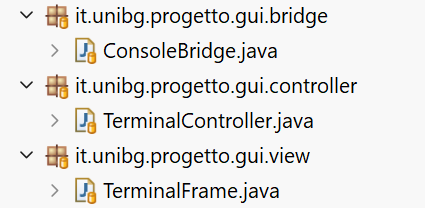 it.unibg.progetto.gui.bridge
ConsoleBridge.java
it.unibg.progetto.gui.controller
TerminalController.java
it.unibg.progetto.gui.view
TerminalFrame.java